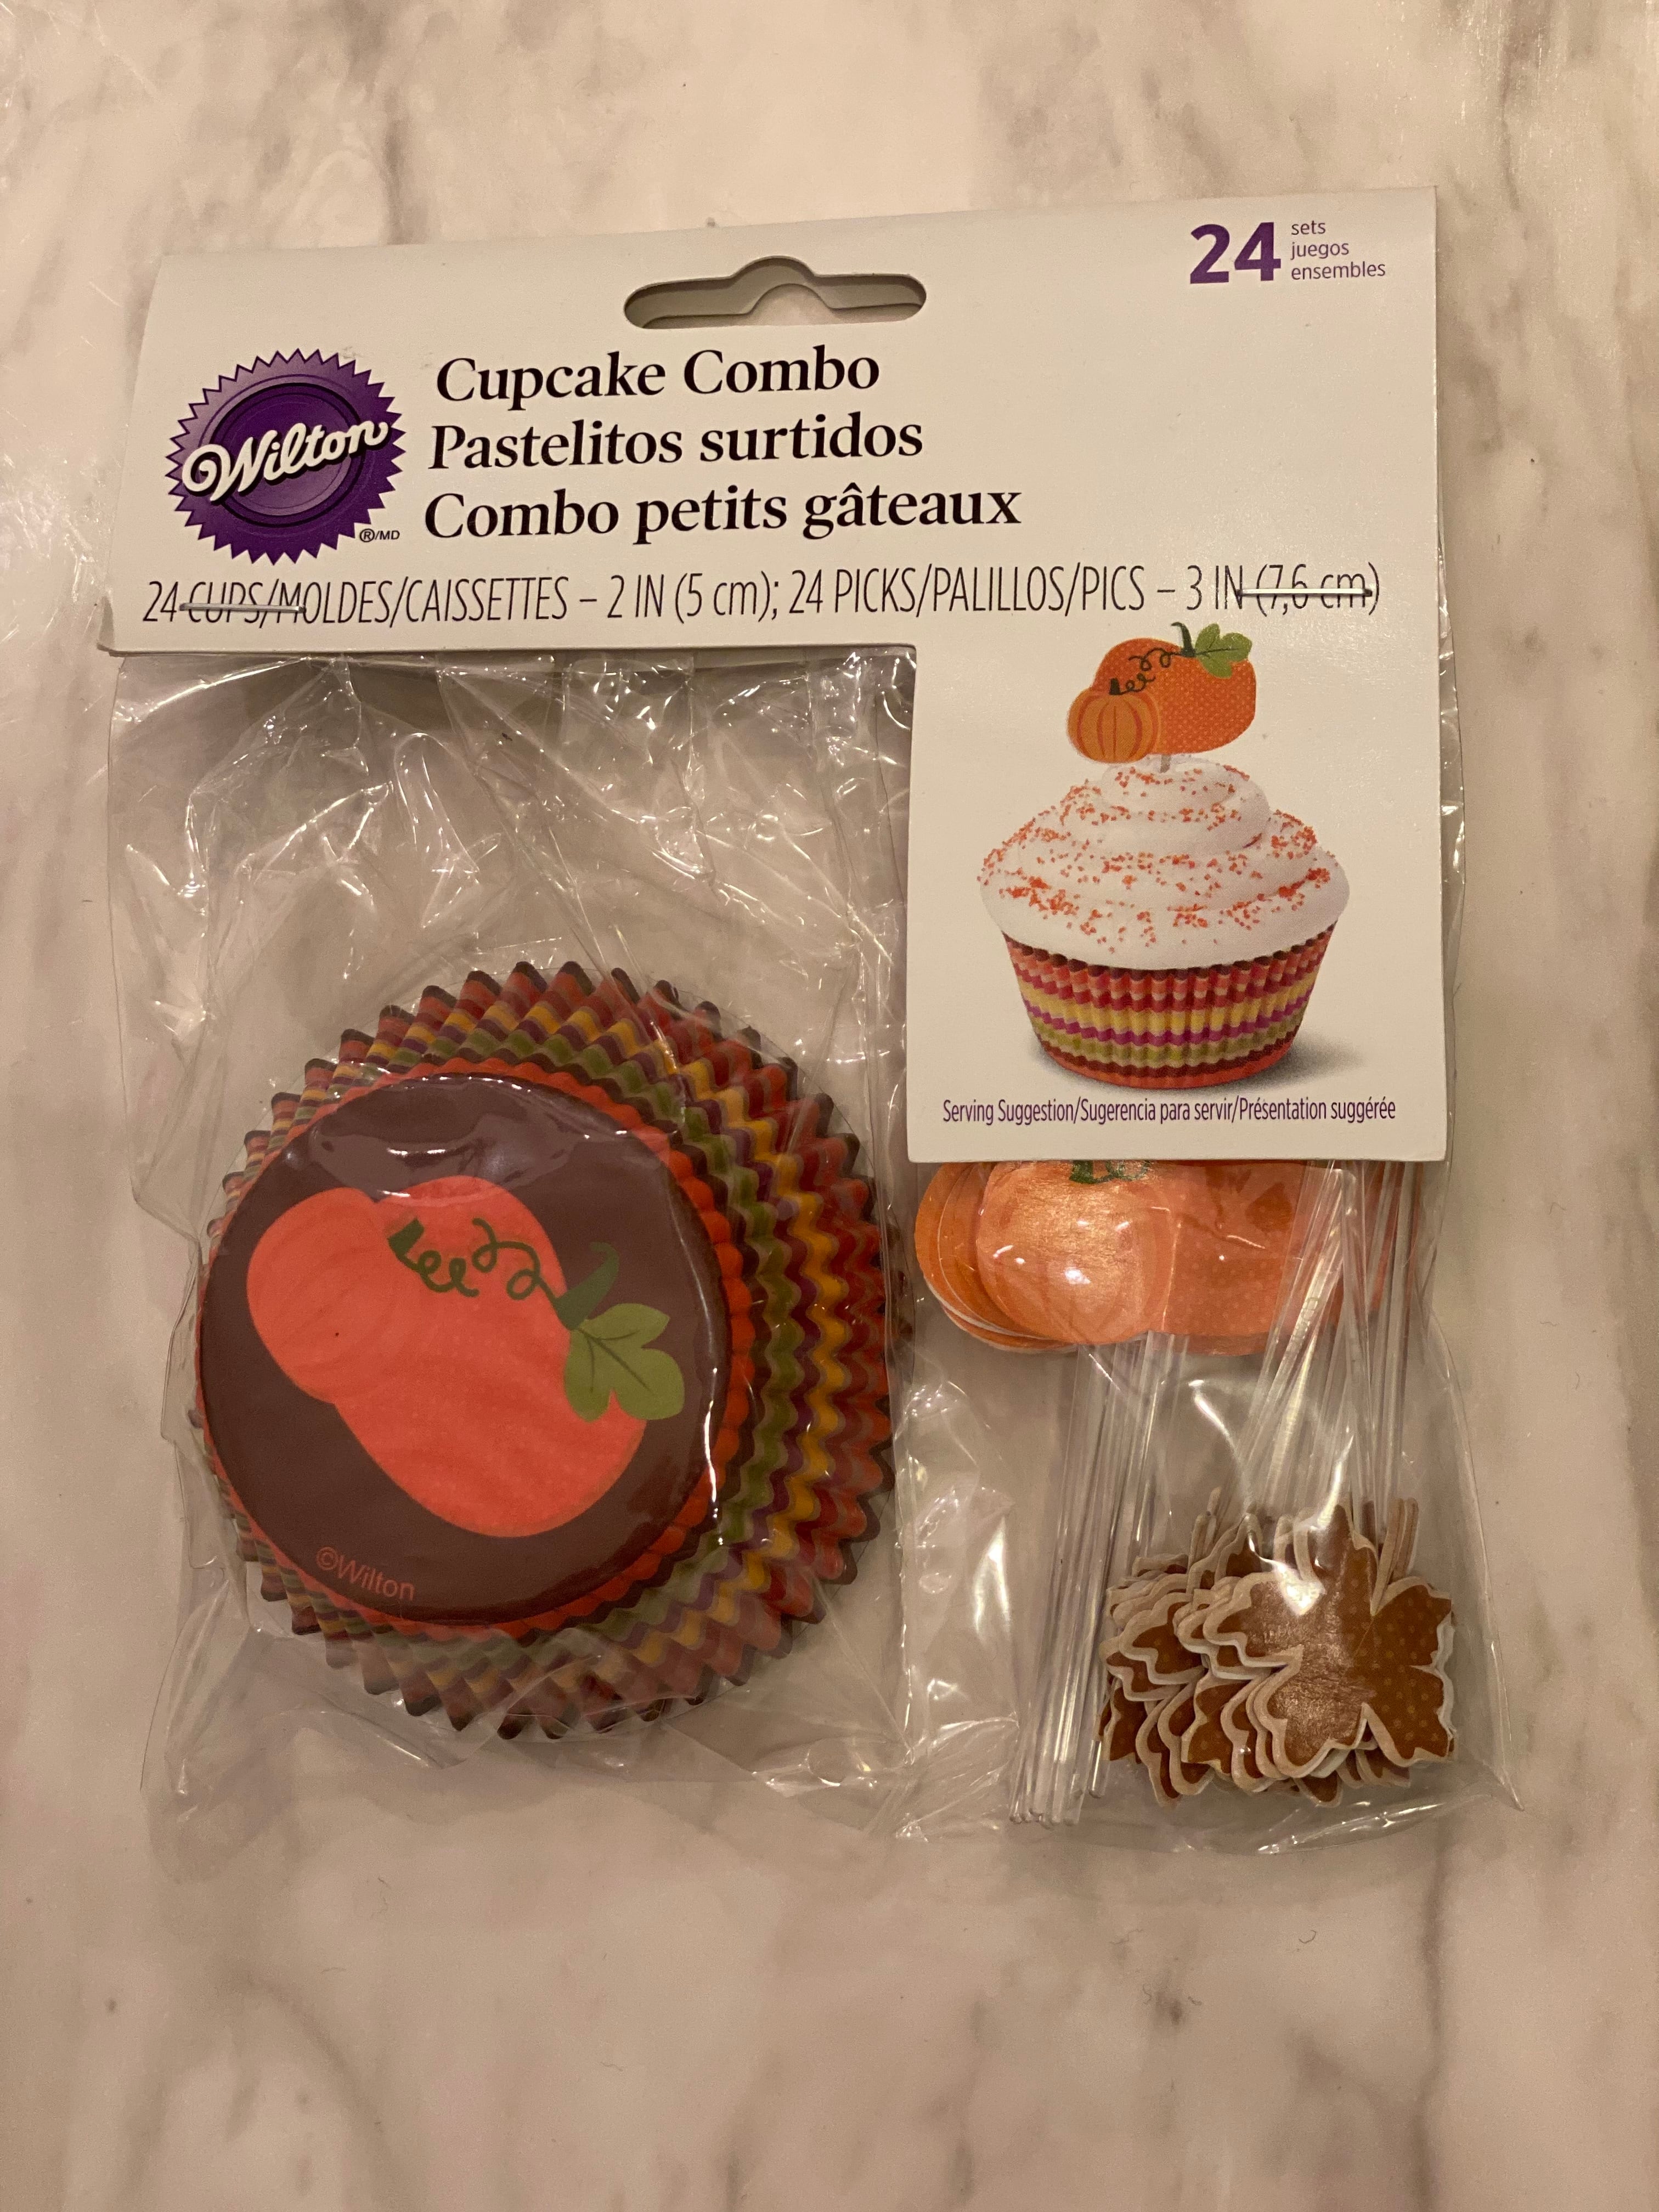 24 sets
juegos
ensembles
Wilton
®/MD
Cupcake Combo
Pastelitos surtidos
Combo petits gâteaux
24 CUPS/MOLDES/CAISSETTES – 2 IN (5 cm); 24 PICKS/PALILLOS/PICS – 3 IN (7,6 cm)
Serving Suggestion/Sugerencia para servir/Présentation suggérée
©Wilton